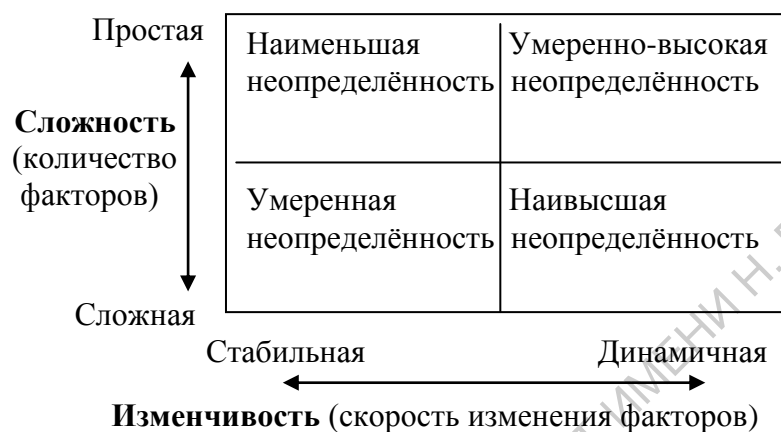 Простая
Наименьшая неопределённость
Умеренно-высокая неопределённость
Сложность
(количество
факторов)
Умеренная неопределённость
Наивысшая неопределённость
Сложная
Стабильная Динамичная
Изменчивость (скорость изменения факторов)
ИМЕНИ Н.